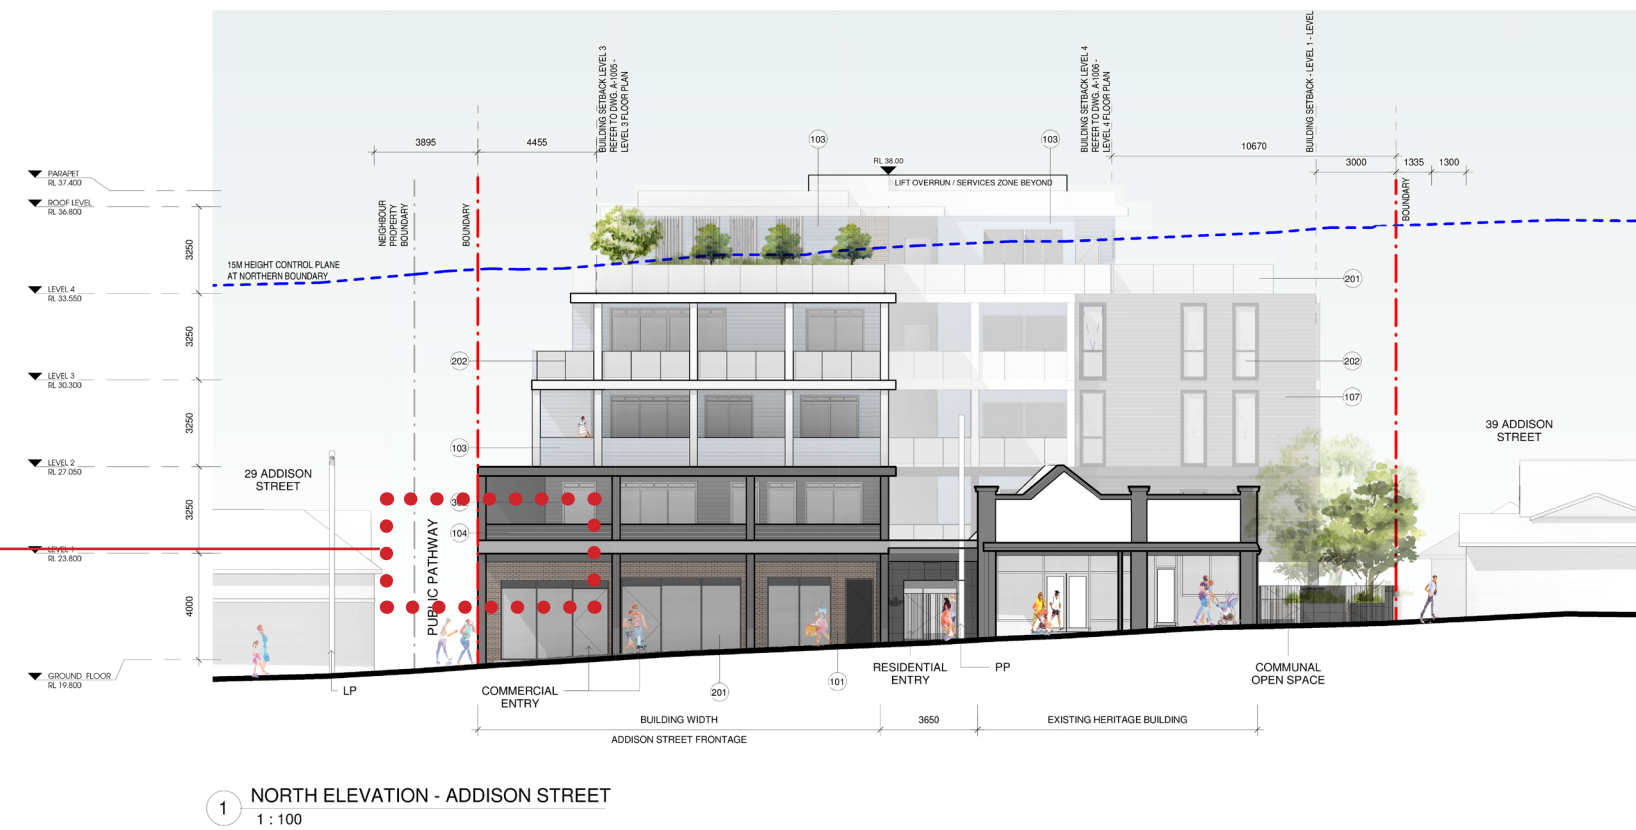 BUILDING SETBACK LEVEL 3
REFER TO DWG. A-1005 -
LEVEL 3 FLOOR PLAN
BUILDING SETBACK LEVEL 4
REFER TO DWG. A-1006 -
LEVEL 4 FLOOR PLAN
BUILDING SETBACK - LEVEL 1 - LEVEL
3895
4455
103
103
10670
3000
1335
1300
RL 38.00
LIFT OVERRUN / SERVICES ZONE BEYOND
PARAPET
RL 37.400
ROOF LEVEL
RL 36.800
NEIGHBOUR
PROPERTY
BOUNDARY
BOUNDARY
BOUNDARY
3250
15M HEIGHT CONTROL PLANE
AT NORTHERN BOUNDARY
201
LEVEL 4
RL 33.550
3250
202
202
LEVEL 3
RL 30.300
107
3250
103
39 ADDISON
STREET
LEVEL 2
RL 27.050
29 ADDISON
STREET
3250
104
PUBLIC PATHWAY
LEVEL 1
RL 23.800
4000
GROUND FLOOR
RL 19.800
LP
COMMERCIAL
ENTRY
201
101
RESIDENTIAL
ENTRY
PP
COMMUNAL
OPEN SPACE
BUILDING WIDTH
3650
EXISTING HERITAGE BUILDING
ADDISON STREET FRONTAGE
1
NORTH ELEVATION - ADDISON STREET
1 : 100